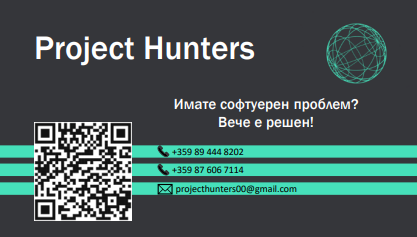 Project Hunters
Имате софтуерен проблем?
Вече е решен!
+359 89 444 8202
+359 87 606 7114
projecthunters00@gmail.com